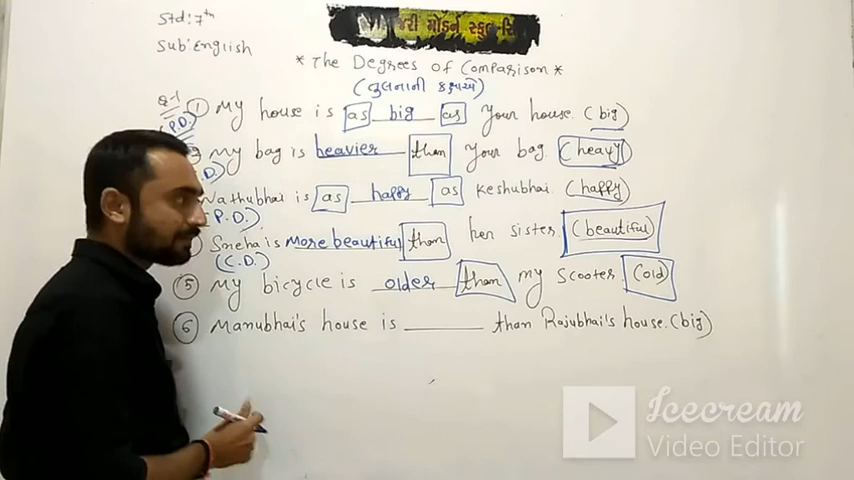 Std: 7th
Sub: English
જરી મોડર્ન સ્કુલ-સિ
* The Degrees of Comparison *
(તુલનાની કક્ષાઓ)
Q-1
(1) My house is as big as your house. (big)
(P.D.)
my bag is heavier than your bag. (heavy)
.D.)
Nathubhai is as happy as Keshubhai. (happy)
P.D.)
Sneha is more beautiful than her sister. (beautiful)
(C.D.)
(5) My bicycle is older than my scooter. (old)
(6) Manubhai's house is ______ than Rajubhai's house. (big)
Icecream
Video Editor